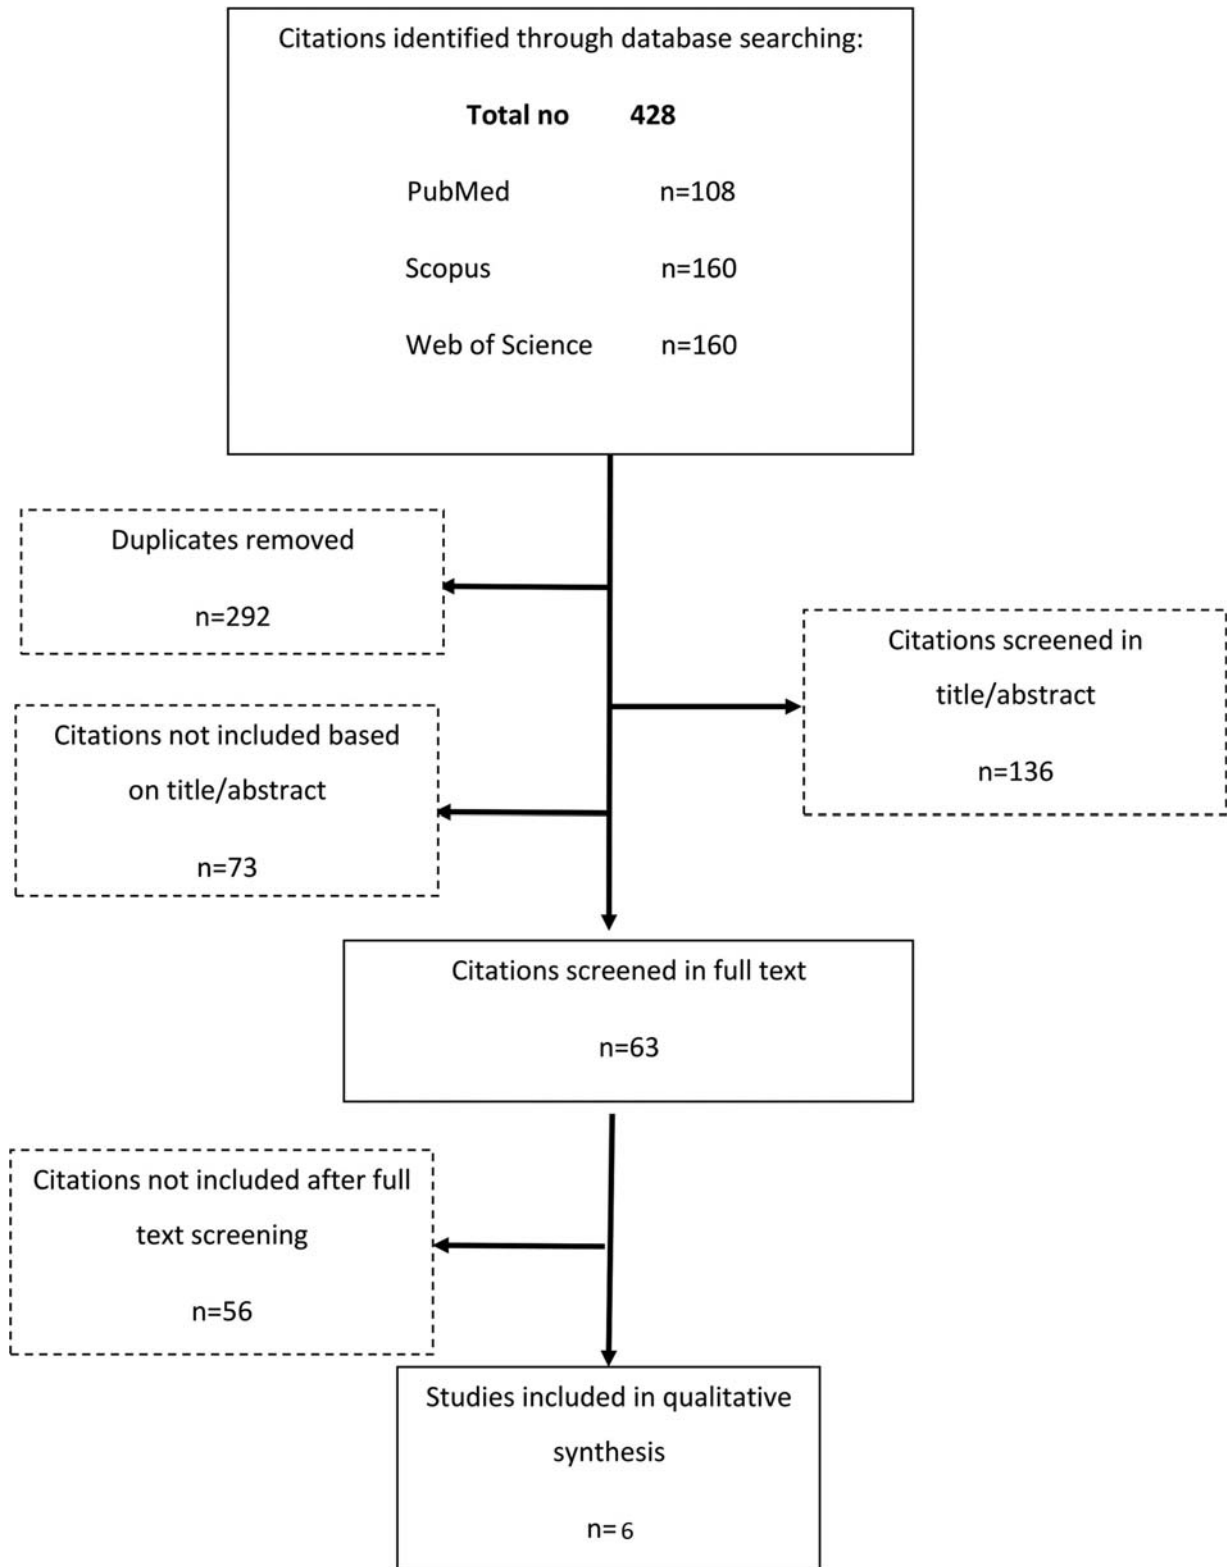 Citations identified through database searching:
Total no 428
PubMed n=108
Scopus n=160
Web of Science n=160
Duplicates removed
n=292
Citations screened in
title/abstract
n=136
Citations not included based
on title/abstract
n=73
Citations screened in full text
n=63
Citations not included after full
text screening
n=56
Studies included in qualitative
synthesis
n=6